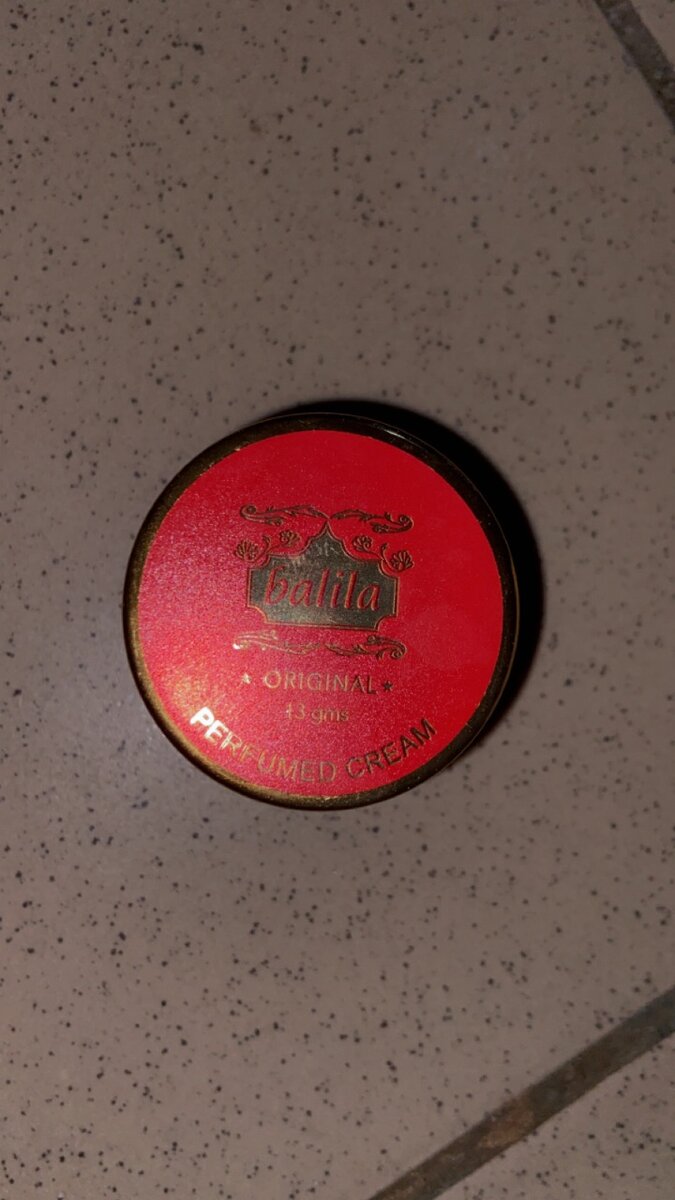 balila
ORIGINAL
13 gms
PERFUMED CREAM